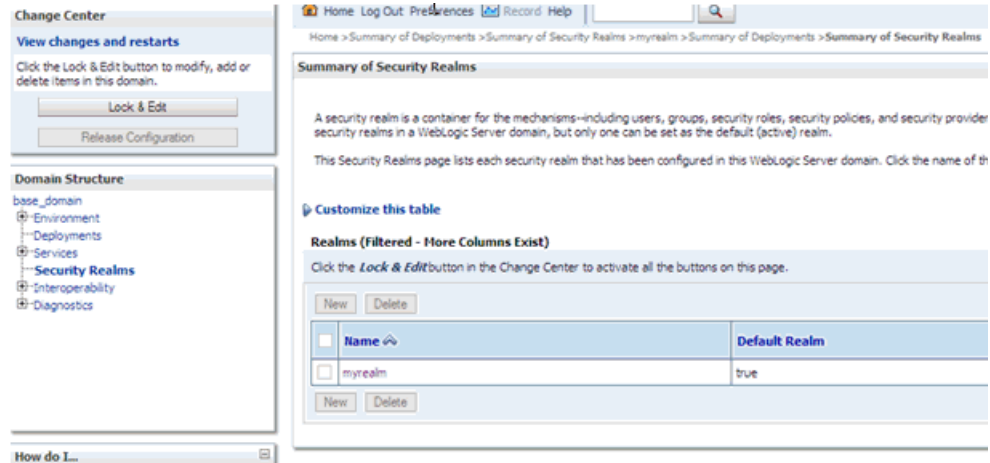 Change Center
View changes and restarts
Click the Lock & Edit button to modify, add or
delete items in this domain.
Lock & Edit
Release Configuration
Domain Structure
base_domain
Environment
Deployments
Services
Security Realms
Interoperability
Diagnostics
How do I...
Home Log Out Preferences Record Help
Home >Summary of Deployments >Summary of Security Realms >myrealm >Summary of Deployments >Summary of Security Realms
Summary of Security Realms
A security realm is a container for the mechanisms--including users, groups, security roles, security policies, and security provider
security realms in a WebLogic Server domain, but only one can be set as the default (active) realm.
This Security Realms page lists each security realm that has been configured in this WebLogic Server domain. Click the name of th
Customize this table
Realms (Filtered - More Columns Exist)
Click the Lock & Edit button in the Change Center to activate all the buttons on this page.
New Delete
Name Default Realm
myrealm true
New Delete